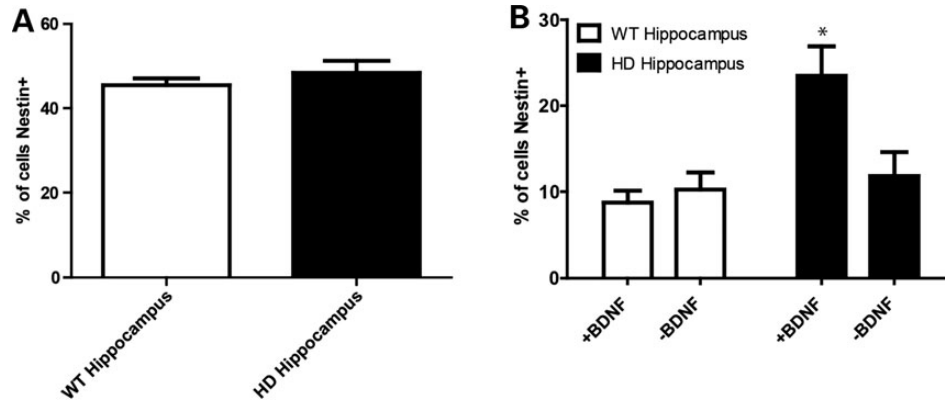 A
% of cells Nestin+
60
40
20
0
WT Hippocampus
HD Hippocampus
B
% of cells Nestin+
30
20
10
0
WT Hippocampus
HD Hippocampus
*
+BDNF
-BDNF
+BDNF
-BDNF